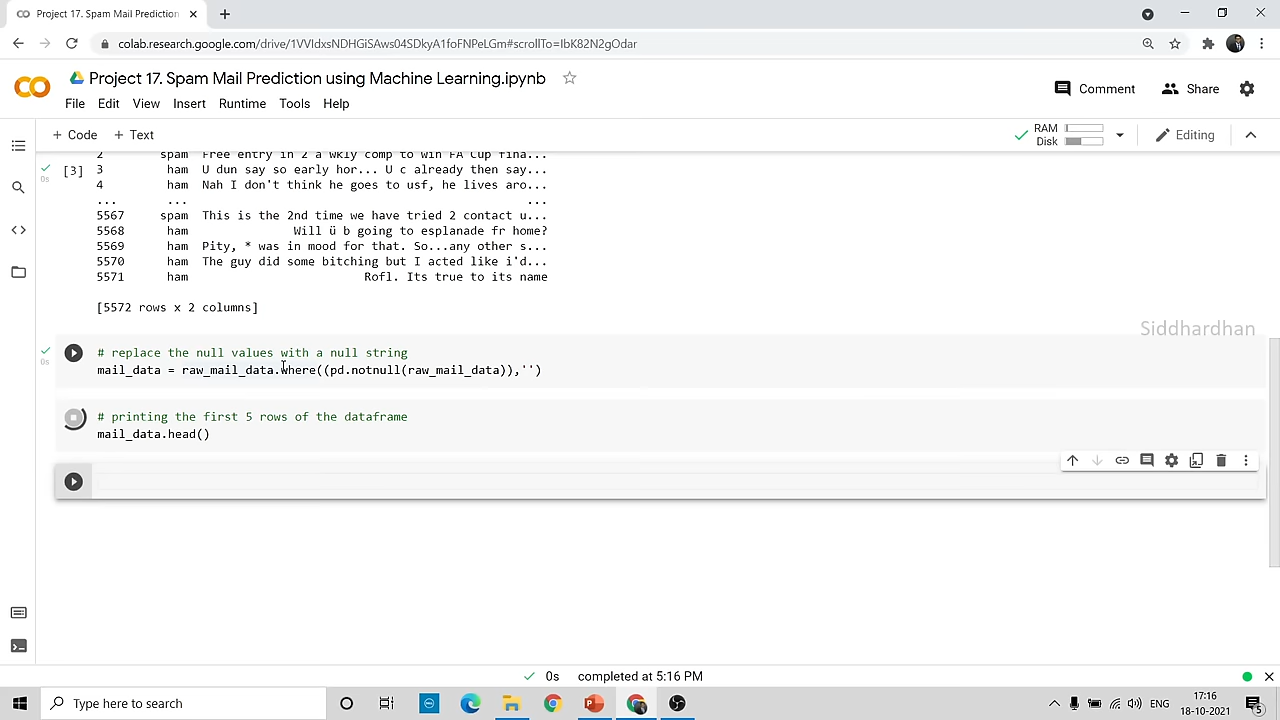 Project 17. Spam Mail Prediction
colab.research.google.com/drive/1VVIdxsNDHGiSAws04SDkyA1foFNPeLGm#scrollTo=IbK82N2gOdar
Project 17. Spam Mail Prediction using Machine Learning.ipynb
File Edit View Insert Runtime Tools Help
Comment Share
+ Code + Text
RAM
Disk
Editing
2 spam Free entry in 2 a wkly comp to win FA Cup fina...
[3] 3 ham U dun say so early hor... U c already then say...
0s
4 ham Nah I don't think he goes to usf, he lives aro...
... ... ...
5567 spam This is the 2nd time we have tried 2 contact u...
5568 ham Will ü b going to esplanade fr home?
5569 ham Pity, * was in mood for that. So...any other s...
5570 ham The guy did some bitching but I acted like i'd...
5571 ham Rofl. Its true to its name
[5572 rows x 2 columns]
Siddhardhan
0s
# replace the null values with a null string
mail_data = raw_mail_data.where((pd.notnull(raw_mail_data)),'')
# printing the first 5 rows of the dataframe
mail_data.head()
0s completed at 5:16 PM
Type here to search
ENG
17:16
18-10-2021
5